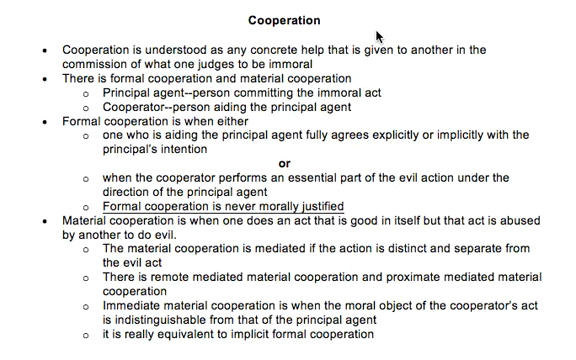 Cooperation
• Cooperation is understood as any concrete help that is given to another in the
commission of what one judges to be immoral
• There is formal cooperation and material cooperation
o Principal agent--person committing the immoral act
o Cooperator--person aiding the principal agent
• Formal cooperation is when either
o one who is aiding the principal agent fully agrees explicitly or implicitly with the
principal's intention
or
o when the cooperator performs an essential part of the evil action under the
direction of the principal agent
o Formal cooperation is never morally justified
• Material cooperation is when one does an act that is good in itself but that act is abused
by another to do evil.
o The material cooperation is mediated if the action is distinct and separate from
the evil act
o There is remote mediated material cooperation and proximate mediated material
cooperation
o Immediate material cooperation is when the moral object of the cooperator's act
is indistinguishable from that of the principal agent
o it is really equivalent to implicit formal cooperation